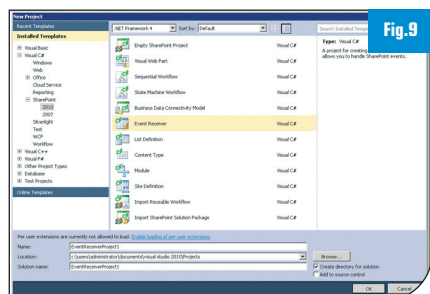 New Project
Fig.9
Recent Templates
.NET Framework 4
Sort by: Default
Search Installed Temp
Installed Templates
Visual Basic
Visual C#
Windows
Web
Office
Cloud Service
Reporting
SharePoint
2010
2007
Silverlight
Test
WCF
Workflow
Visual C++
Visual F#
Other Project Types
Database
Test Projects
Online Templates
Empty SharePoint Project Visual C#
Visual Web Part Visual C#
Sequential Workflow Visual C#
State Machine Workflow Visual C#
Business Data Connectivity Model Visual C#
Event Receiver Visual C#
List Definition Visual C#
Content Type Visual C#
Module Visual C#
Site Definition Visual C#
Import Reusable Workflow Visual C#
Import SharePoint Solution Package Visual C#
Type: Visual C#
A project for creating
allows you to handle SharePoint events.
Per user extensions are currently not allowed to load. Enable loading of per user extensions
Name: EventReceiverProject1
Location: c:\users\administrator\documents\visual studio 2010\Projects
Browse...
Solution name: EventReceiverProject1
Create directory for solution
Add to source control
OK
Cancel